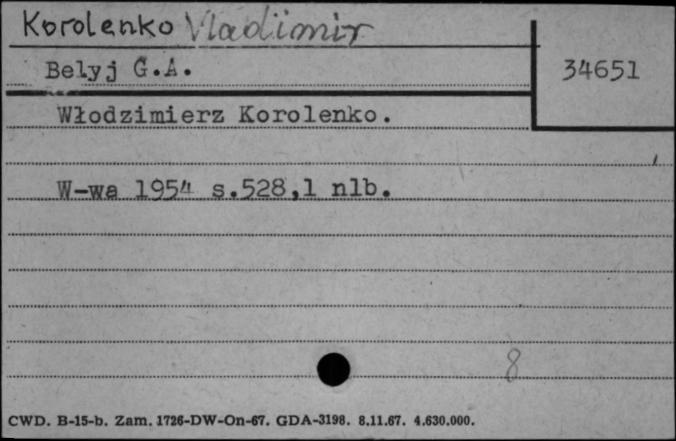 Korolenko Vladimir
Belyj G.A.
34651
Włodzimierz Korolenko.
W-wa 1954 s.528,1 nlb.
8
CWD. B-15-b. Zam. 1726-DW-On-67. GDA-3198. 8.11.67. 4.630.000.